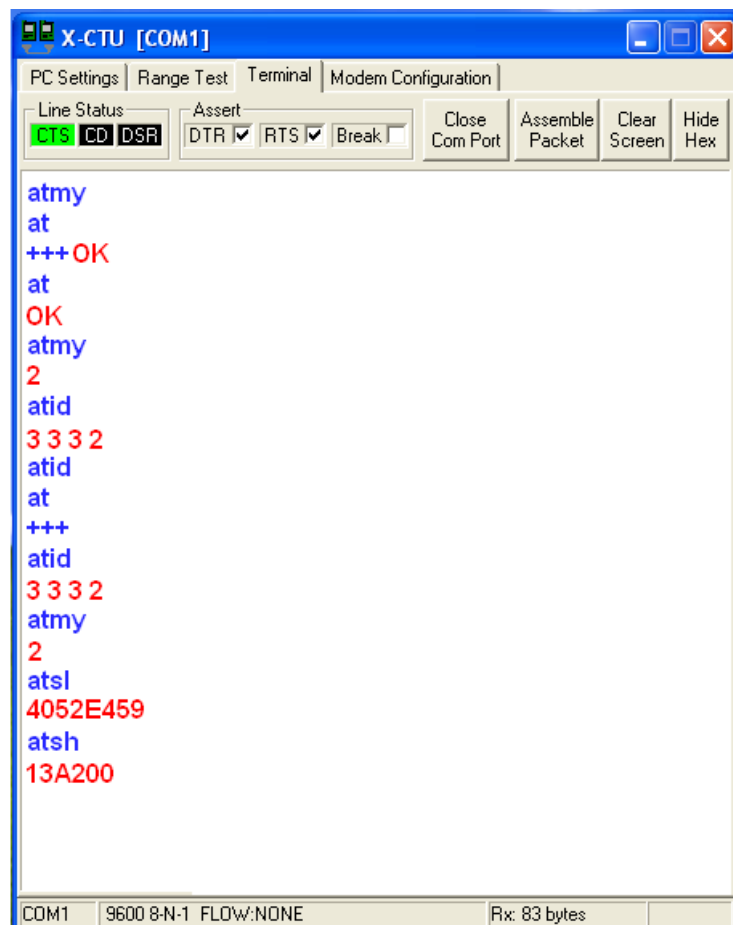 X-CTU [COM1]
PC Settings Range Test Terminal Modem Configuration
Line Status Assert
CTS CD DSR DTR RTS Break
Close Com Port
Assemble Packet
Clear Screen
Hide Hex
atmy
at
+++OK
at
OK
atmy
2
atid
3 3 3 2
atid
at
+++
atid
3 3 3 2
atmy
2
atsl
4052E459
atsh
13A200
COM1 9600 8-N-1 FLOW:NONE Rx: 83 bytes